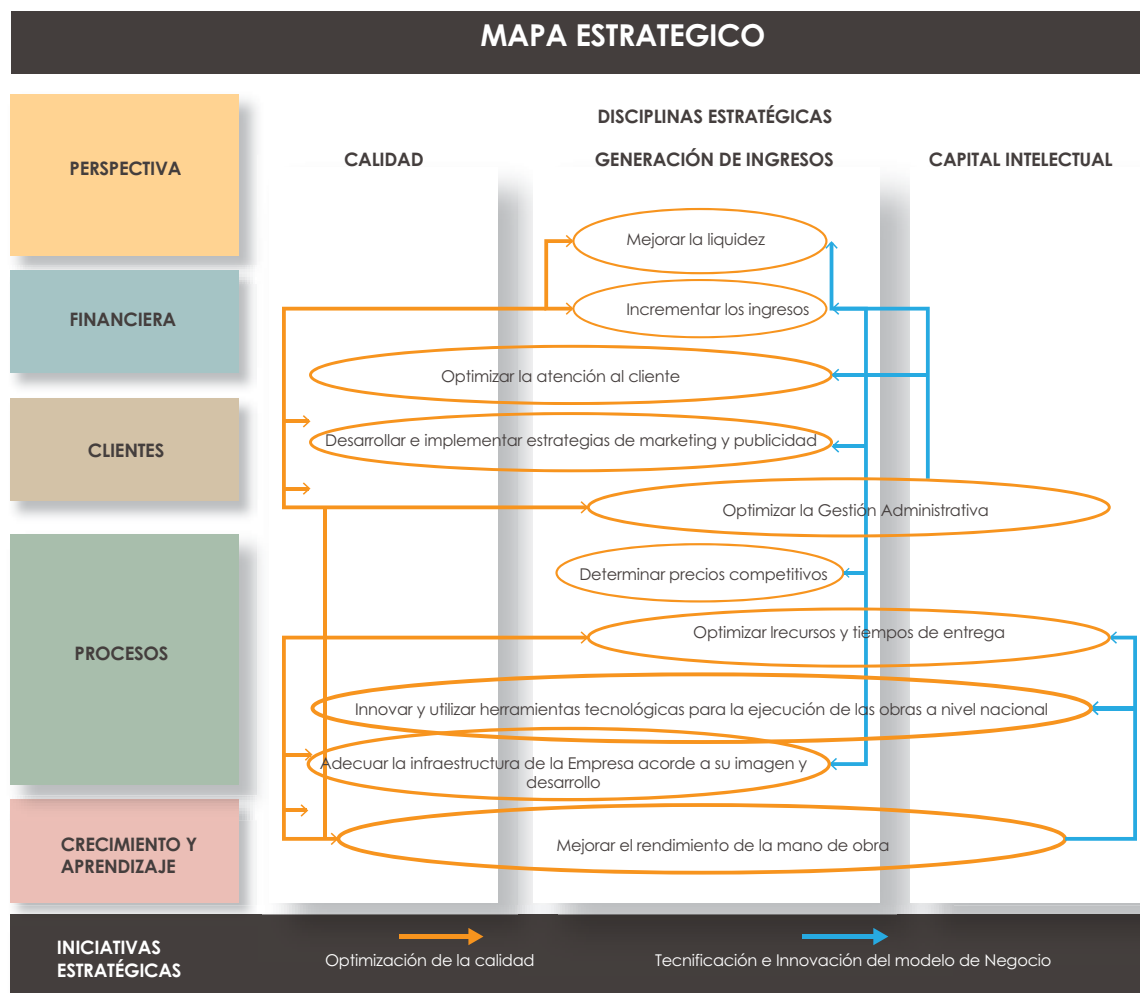 MAPA ESTRATEGICO
DISCIPLINAS ESTRATÉGICAS
PERSPECTIVA
CALIDAD
GENERACIÓN DE INGRESOS
CAPITAL INTELECTUAL
Mejorar la liquidez
FINANCIERA
Incrementar los ingresos
Optimizar la atención al cliente
CLIENTES
Desarrollar e implementar estrategias de marketing y publicidad
Optimizar la Gestión Administrativa
Determinar precios competitivos
PROCESOS
Optimizar lrecursos y tiempos de entrega
Innovar y utilizar herramientas tecnológicas para la ejecución de las obras a nivel nacional
Adecuar la infraestructura de la Empresa acorde a su imagen y
desarrollo
CRECIMIENTO Y
APRENDIZAJE
Mejorar el rendimiento de la mano de obra
INICIATIVAS
ESTRATÉGICAS
Optimización de la calidad
Tecnificación e Innovación del modelo de Negocio